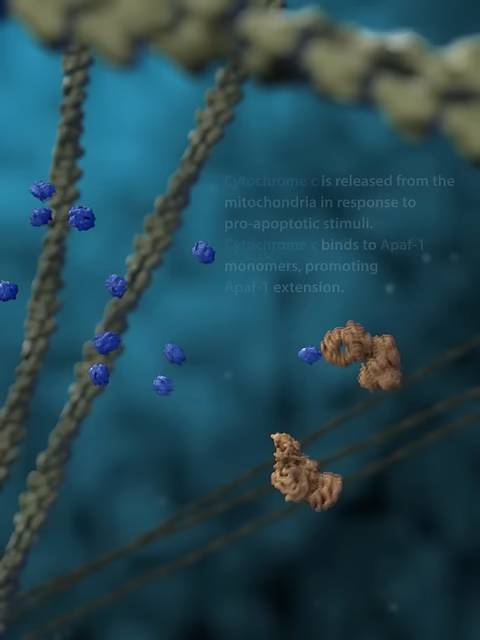 Cytochrome c is released from the
mitochondria in response to
pro-apoptotic stimuli.
Cytochrome c binds to Apaf-1
monomers, promoting
Apaf-1 extension.